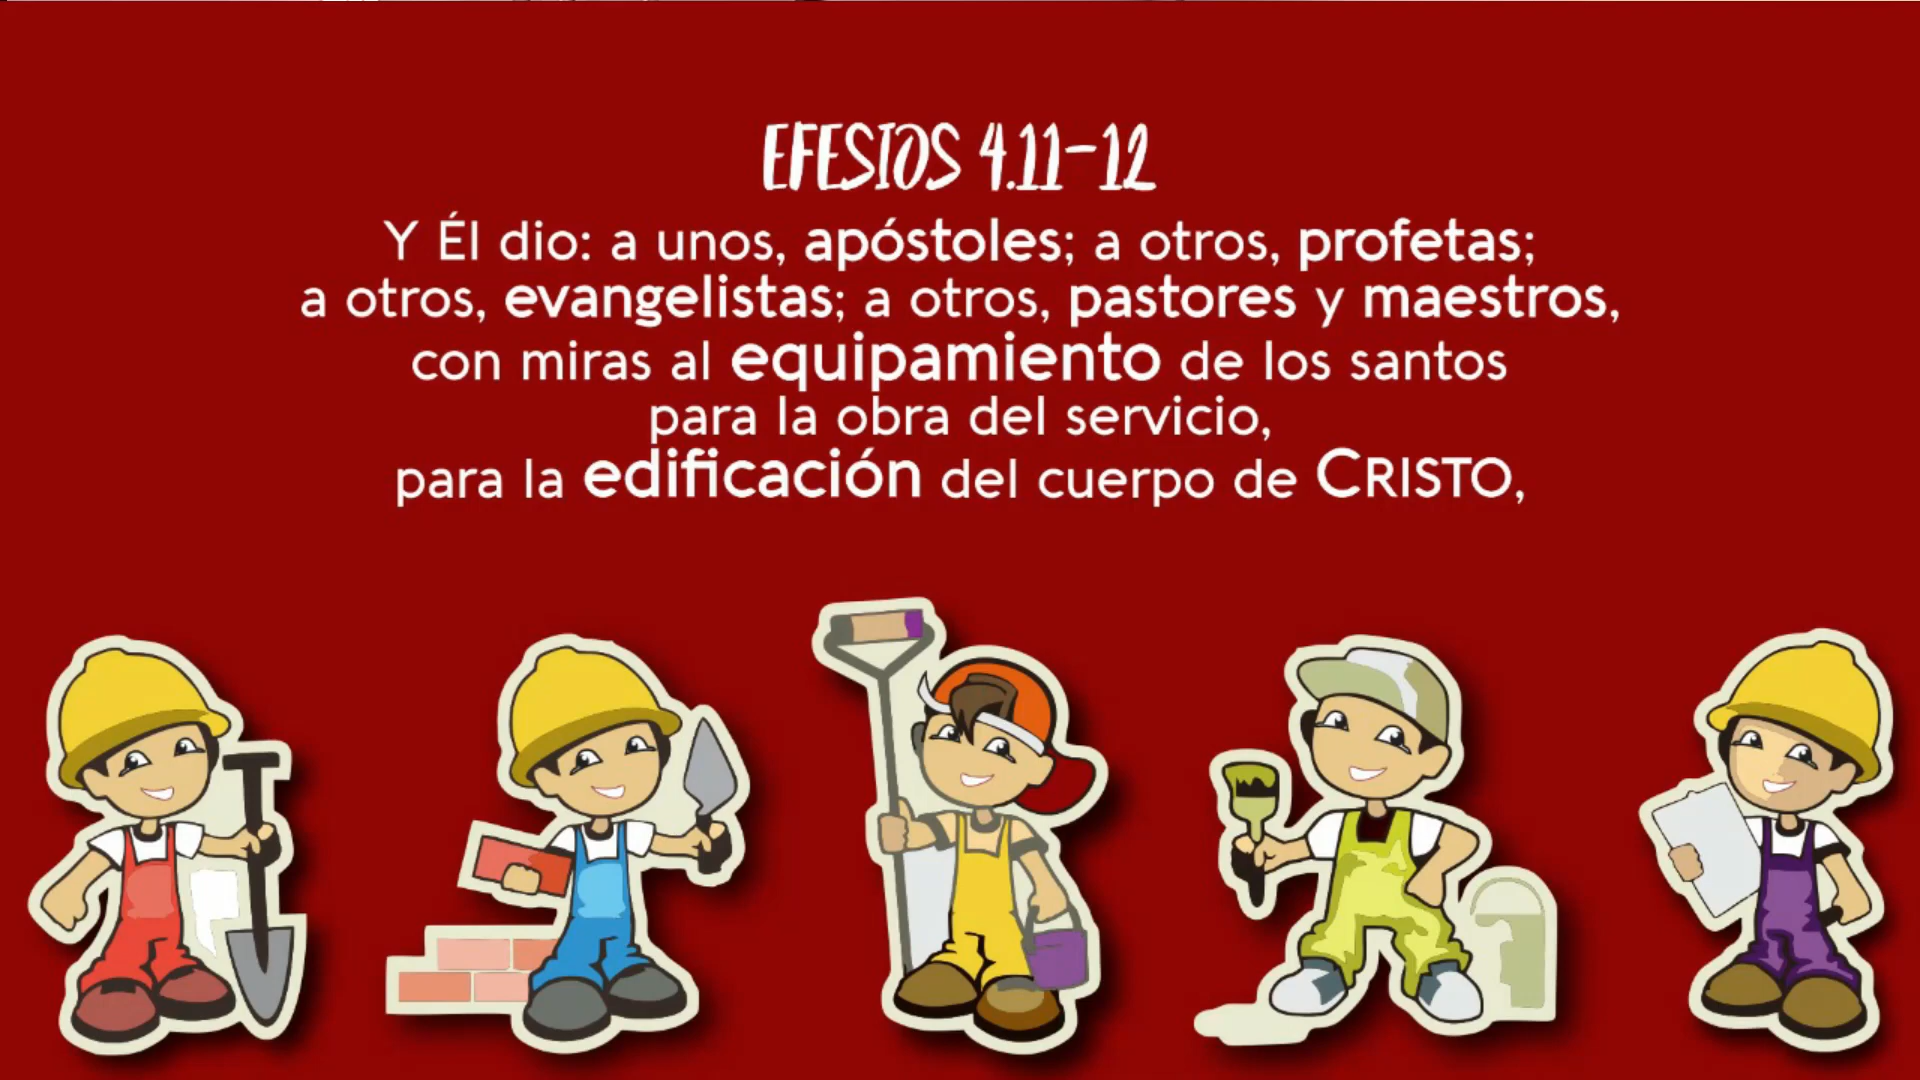 EFESIOS 4.11-12
Y Él dio: a unos, apóstoles; a otros, profetas;
a otros, evangelistas; a otros, pastores y maestros,
con miras al equipamiento de los santos
para la obra del servicio,
para la edificación del cuerpo de CRISTO,